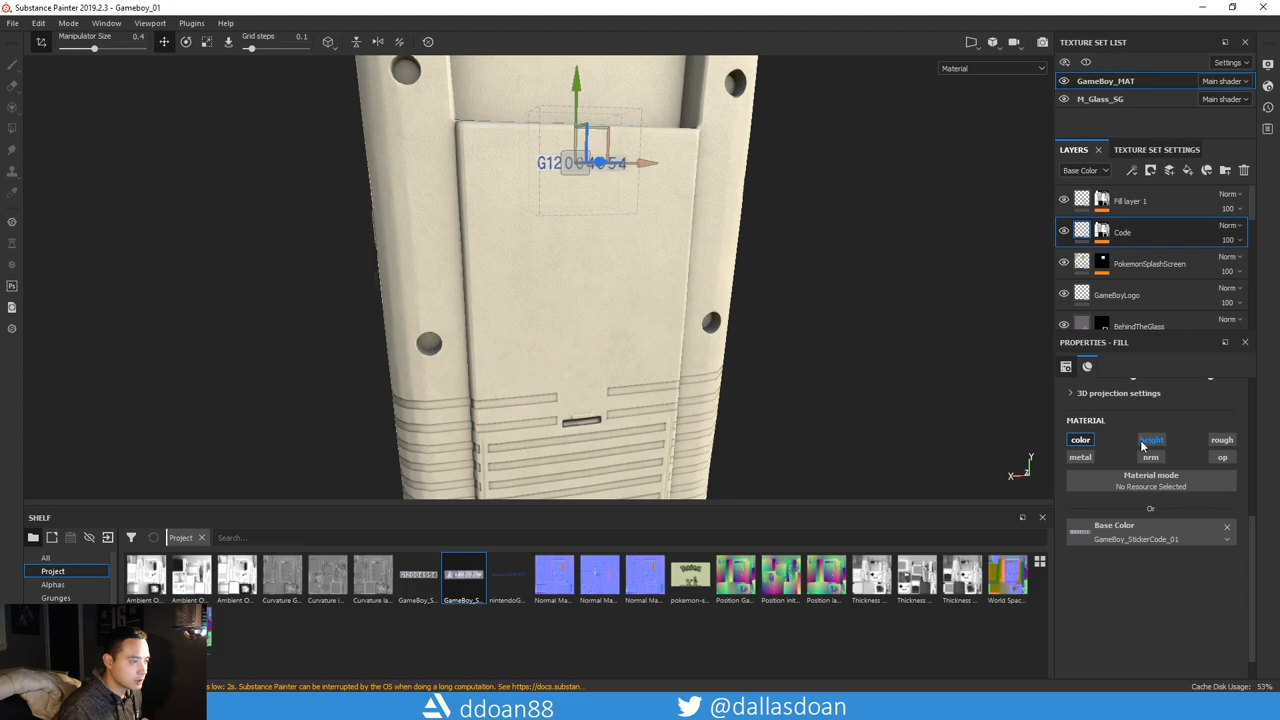 Substance Painter 2019.2.3 - Gameboy_01
File Edit Mode Window Viewport Plugins Help
Manipulator Size 0.4
Grid steps 0.1
Material
G12004654
X
Y
Z
TEXTURE SET LIST
Settings
GameBoy_MAT Main shader
M_Glass_SG Main shader
LAYERS TEXTURE SET SETTINGS
Base Color
Fill layer 1 Norm 100
Code Norm 100
PokemonSplashScreen Norm 100
GameBoyLogo Norm 100
BehindTheGlass Norm
PROPERTIES - FILL
3D projection settings
MATERIAL
color height rough
metal nrm op
Material mode
No Resource Selected
Or
Base Color
GameBoy_StickerCode_01
SHELF
Project
Search...
All
Project
Alphas
Grunges
Ambient O... Ambient O... Ambient O... Curvature G... Curvature i... Curvature la... GameBoy_S... GameBoy_S... nintendoG... Normal Ma... Normal Ma... Normal Ma... pokemon-s... Position Ga... Position init... Position la... Thickness ... Thickness ... Thickness ... World Spac...
s low: 2s. Substance Painter can be interrupted by the OS when doing a long computation. See https://docs.substan...
Cache Disk Usage: 53%
ddoan88
@dallasdoan